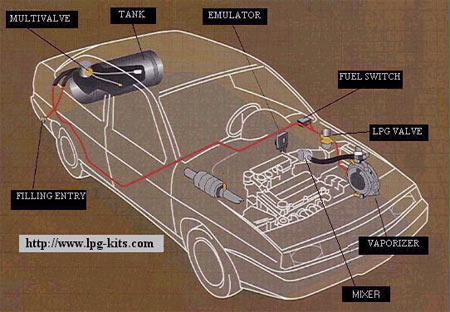 MULTIVALVE
TANK
EMULATOR
FUEL SWITCH
LPG VALVE
FILLING ENTRY
http://www.lpg-kits.com
VAPORIZER
MIXER